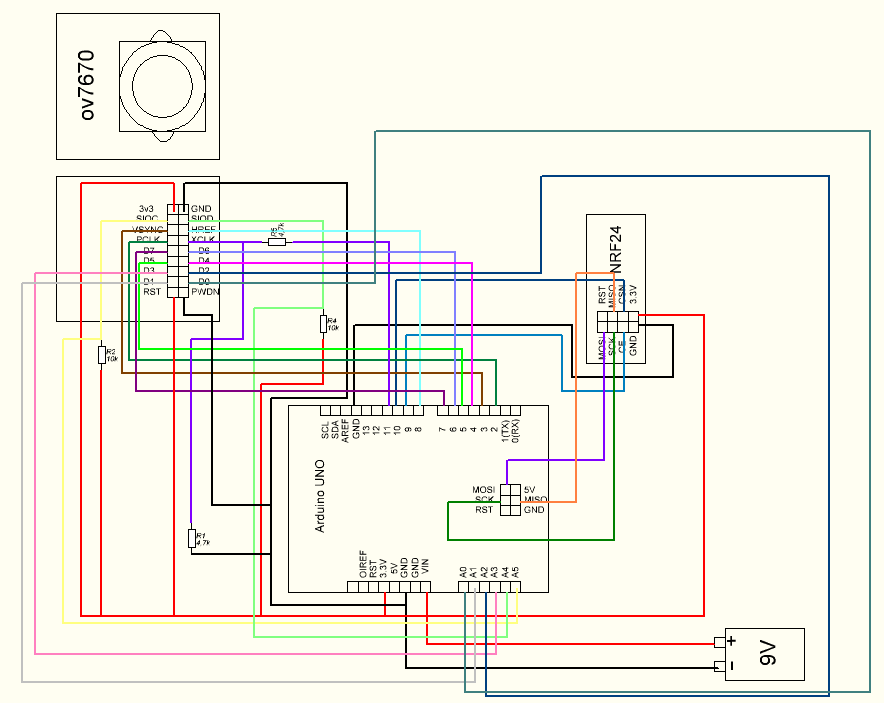 ov7670
3v3 GND
SIOC SIOD
VSYNC HREF
PCLK XCLK
D7 D6
D5 D4
D3 D2
D1 D0
RST PWDN
R5
4.7k
R4
10k
R2
10k
R1
4.7k
NRF24
RST MISO CSN 3.3V
MOSI SCK CE GND
SCL SDA AREF GND 13 12 11 10 9 8 7 6 5 4 3 2 1(TX) 0(RX)
Arduino UNO
MOSI 5V
SCK MISO
RST GND
OIREF RST 3.3V 5V GND GND VIN A0 A1 A2 A3 A4 A5
+
-
9V